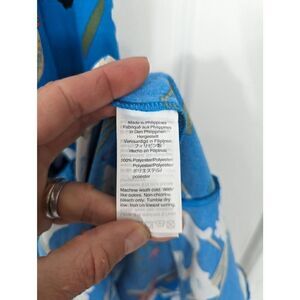 Made in Philippines
Fabriqué aux Philippines
In Den Philippinen
Hergestellt
Vervaardigd in Filipijnen
フィリピン製
Hecho en Filipinas
100% Polyester/Polyester/
Polyester/Polyester/
ポリエステル/
poliéster
Machine wash cold. Wash
like colors. Non-chlorine
bleach only. Tumble dry
low. Iron on lowest setting.